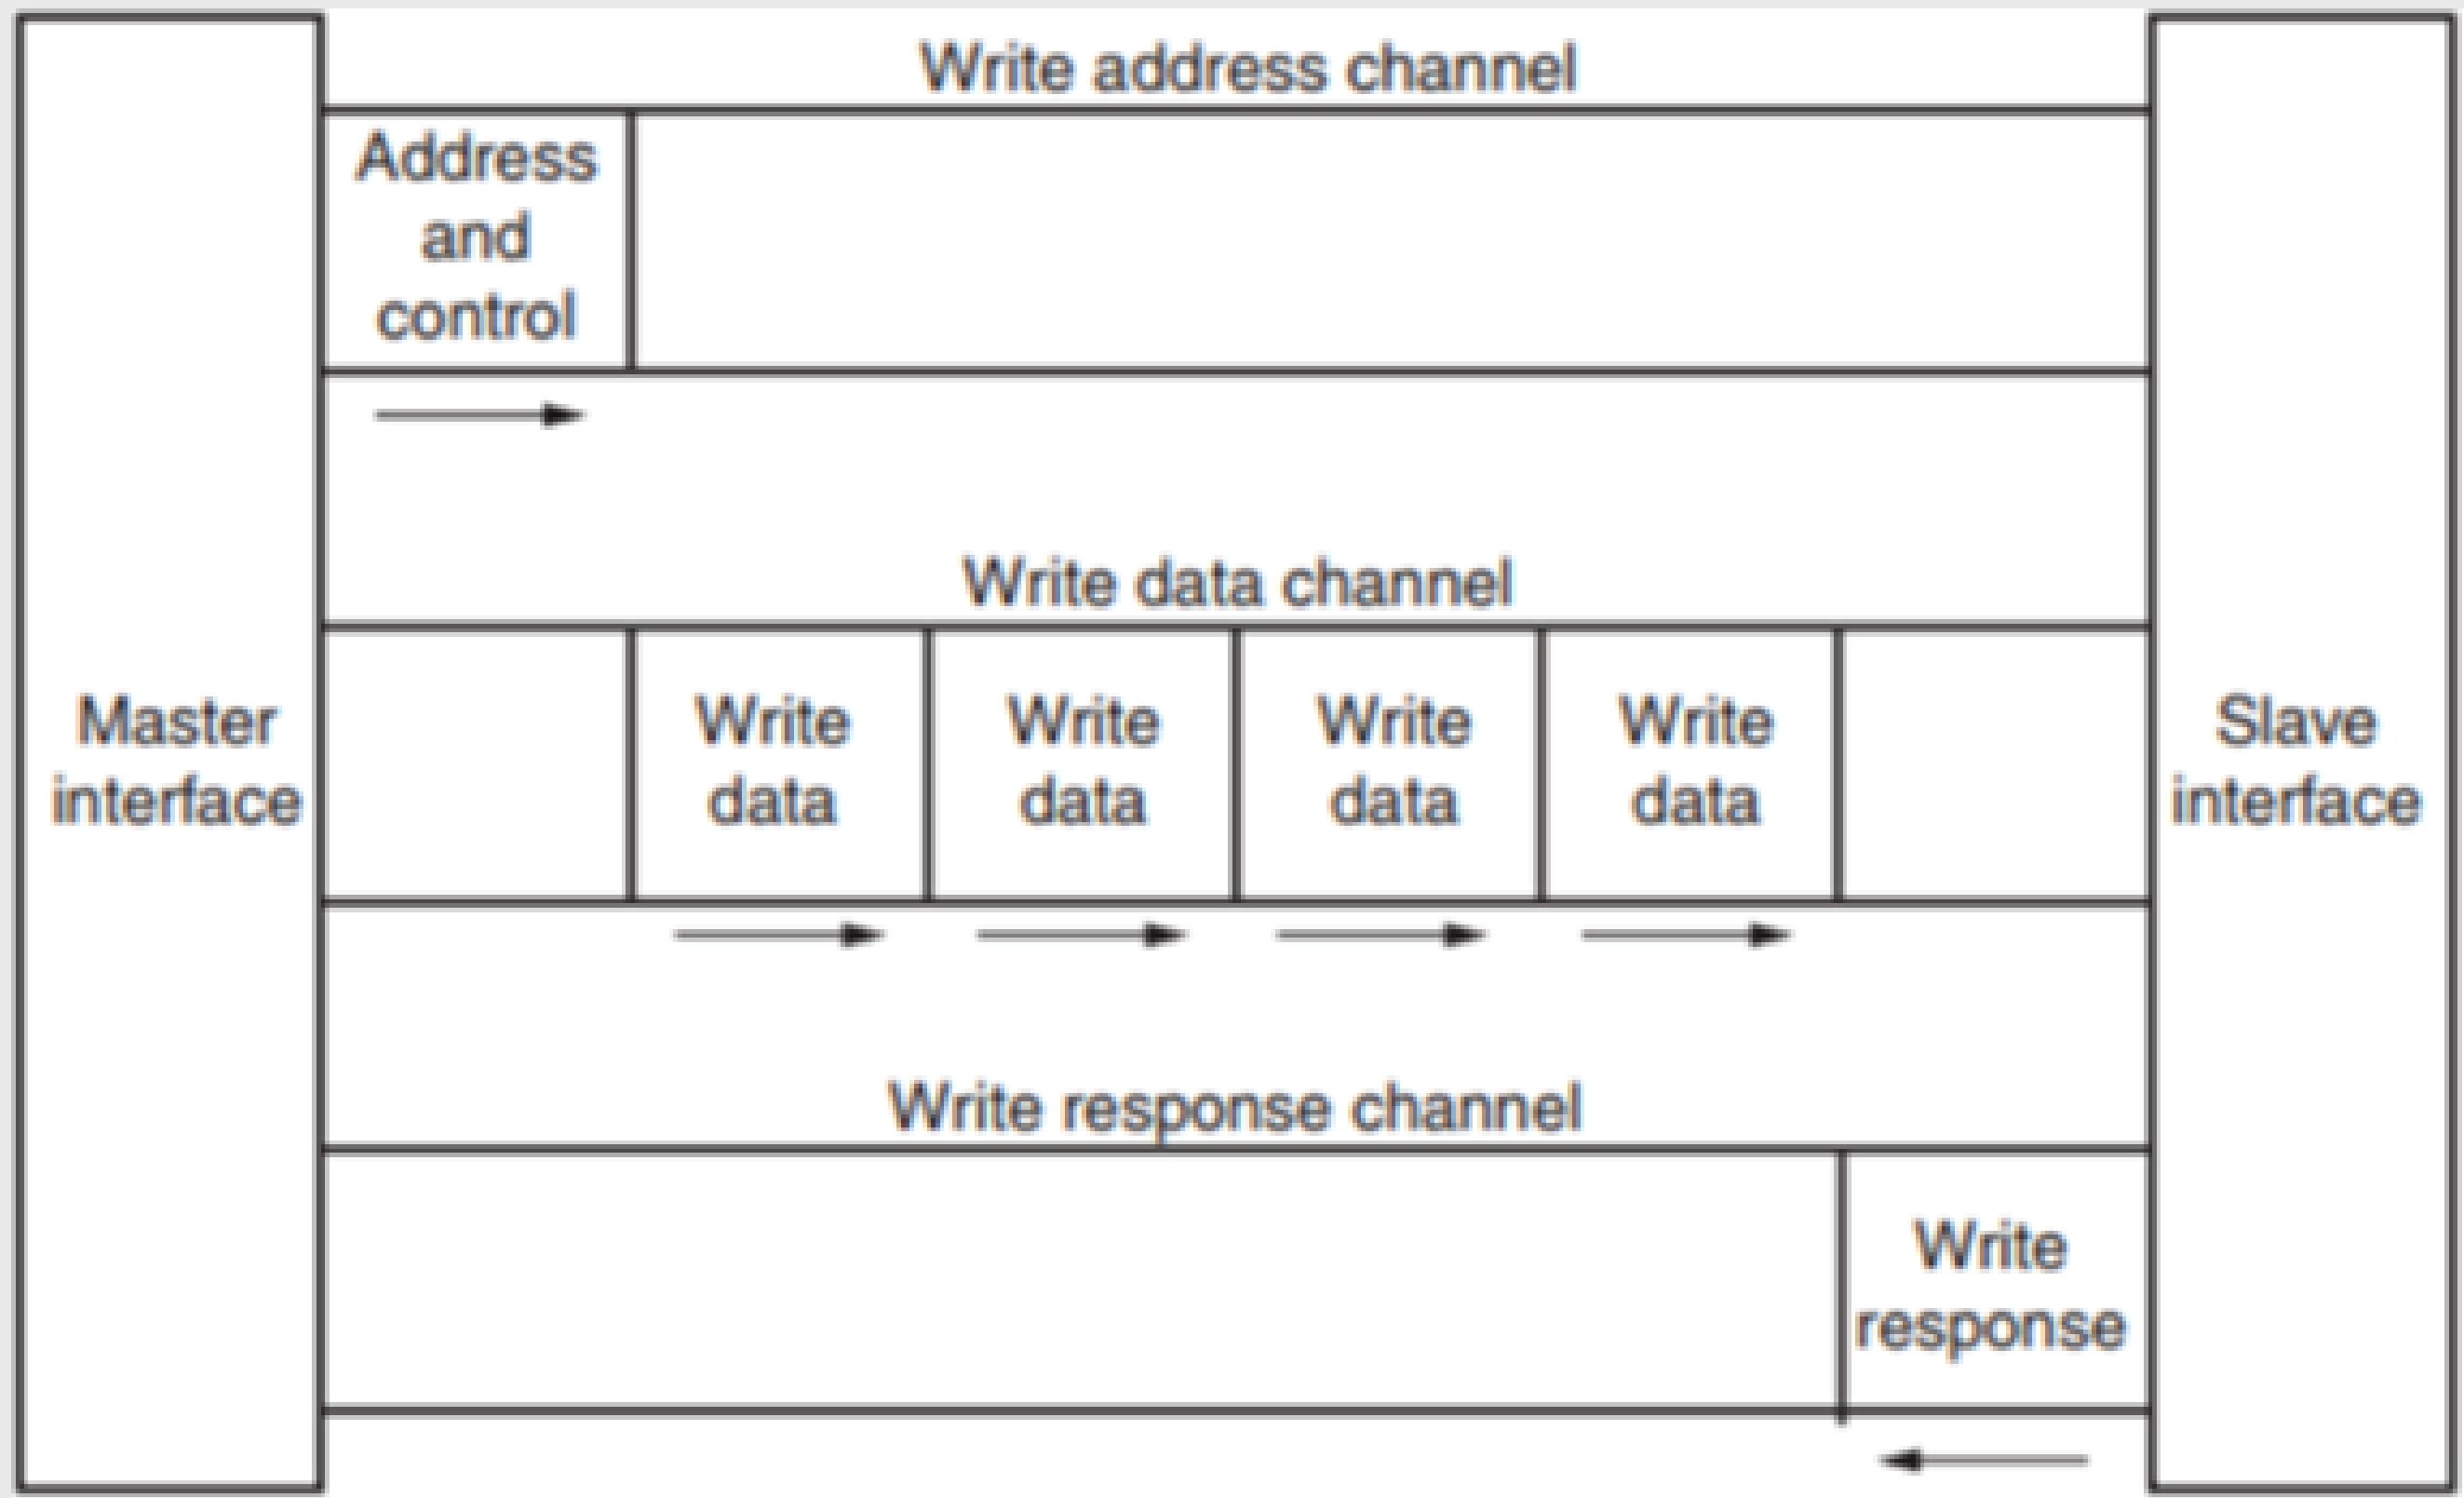 Write address channel
Address
and
control
Write data channel
Master
interface
Write
data
Write
data
Write
data
Write
data
Slave
interface
Write response channel
Write
response